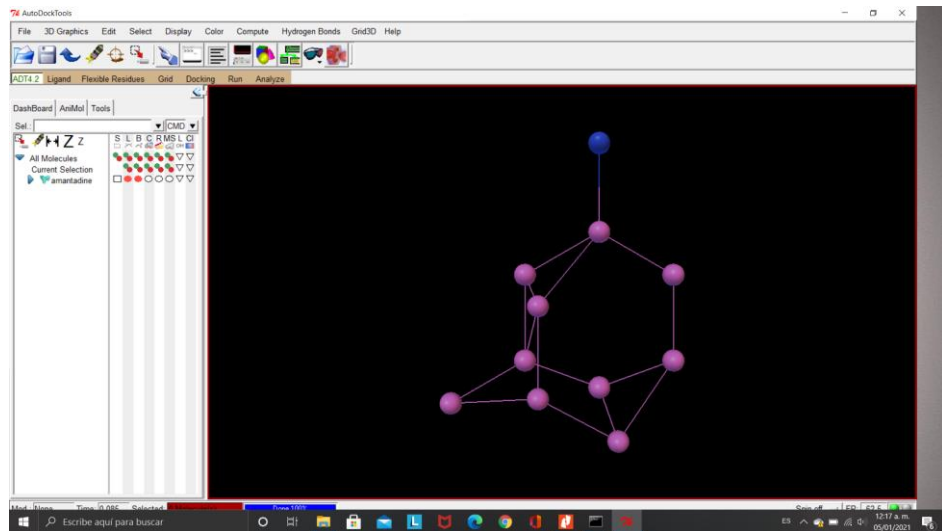 AutoDockTools
File 3D Graphics Edit Select Display Color Compute Hydrogen Bonds Grid3D Help
ADT4.2 Ligand Flexible Residues Grid Docking Run Analyze
DashBoard AniMol Tools
Sel.: CMD
Z z S L B C R MS L Cl
All Molecules
Current Selection
amantadine
Mod.: None Time: 0.085 Selected: Done 100% Spin off FR: 62.5
Escribe aquí para buscar
ES 12:17 a. m.
05/01/2021